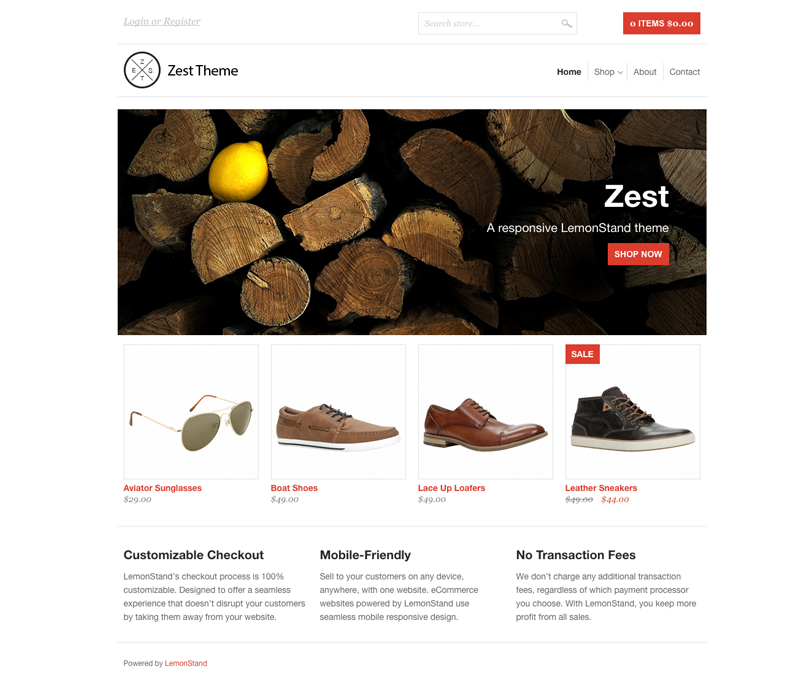 Login or Register
Search store...
0 ITEMS $0.00
Z
E S
T
Zest Theme
Home
Shop
About
Contact
Zest
A responsive LemonStand theme
SHOP NOW
SALE
Aviator Sunglasses
$29.00
Boat Shoes
$49.00
Lace Up Loafers
$49.00
Leather Sneakers
$49.00 $44.00
Customizable Checkout
LemonStand's checkout process is 100%
customizable. Designed to offer a seamless
experience that doesn't disrupt your customers
by taking them away from your website.
Mobile-Friendly
Sell to your customers on any device,
anywhere, with one website. eCommerce
websites powered by LemonStand use
seamless mobile responsive design.
No Transaction Fees
We don't charge any additional transaction
fees, regardless of which payment processor
you choose. With LemonStand, you keep more
profit from all sales.
Powered by LemonStand